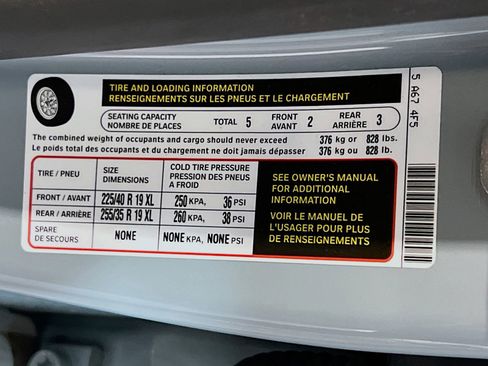 TIRE AND LOADING INFORMATION
RENSEIGNEMENTS SUR LES PNEUS ET LE CHARGEMENT
SEATING CAPACITY
NOMBRE DE PLACES
TOTAL 5
FRONT
AVANT 2
REAR
ARRIÈRE 3
The combined weight of occupants and cargo should never exceed 376 kg or 828 lbs.
Le poids total des occupants et du chargement ne doit jamais dépasser 376 kg ou 828 lb.
TIRE / PNEU
SIZE
DIMENSIONS
COLD TIRE PRESSURE
PRESSION DES PNEUS
A FROID
FRONT / AVANT 225/40 R 19 XL 250 KPA, 36 PSI
REAR / ARRIÈRE 255/35 R 19 XL 260 KPA, 38 PSI
SPARE
DE SECOURS
NONE
NONE KPA, NONE PSI
SEE OWNER'S MANUAL
FOR ADDITIONAL
INFORMATION
VOIR LE MANUEL DE
L'USAGER POUR PLUS
DE RENSEIGNEMENTS
5 A67 4F5